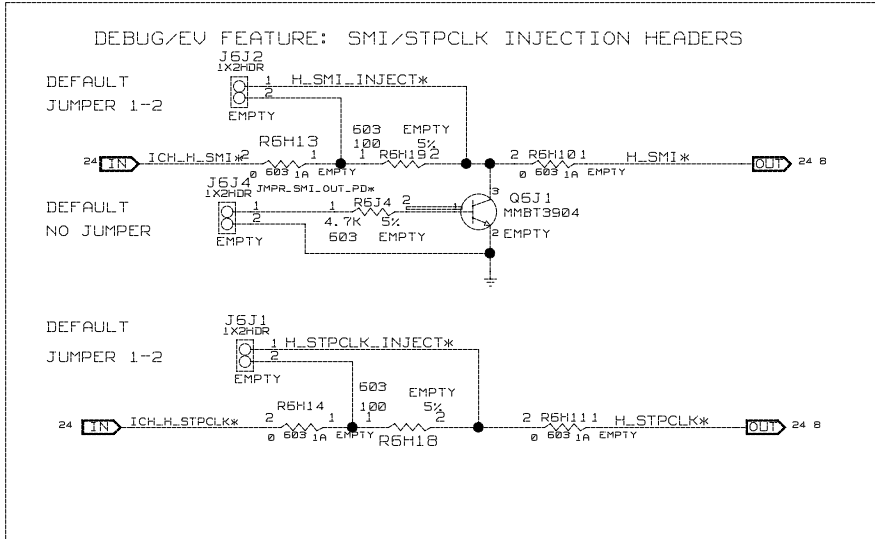 DEBUG/EV FEATURE: SMI/STPCLK INJECTION HEADERS
J6J2
1X2HDR
DEFAULT
JUMPER 1-2
1 H_SMI_INJECT*
2
EMPTY
R6H13
603
100
EMPTY
5%
24 IN ICH_H_SMI* 2 1 1 R6H19 2 2 R6H10 1 H_SMI* OUT 24 8
0 603 1A EMPTY
0 603 1A EMPTY
J6J4
1X2HDR
JMPR_SMI_OUT_PD*
DEFAULT
NO JUMPER
1 1 R6J4 2 1
2
4.7K 5%
603 EMPTY
EMPTY
3
Q6J1
MMBT3904
2 EMPTY
DEFAULT
JUMPER 1-2
J6J1
1X2HDR
1 H_STPCLK_INJECT*
2
EMPTY
603
100
EMPTY
5%
24 IN ICH_H_STPCLK* 2 R6H14 1 1 2 2 R6H11 1 H_STPCLK* OUT 24 8
0 603 1A EMPTY
R6H18
0 603 1A EMPTY